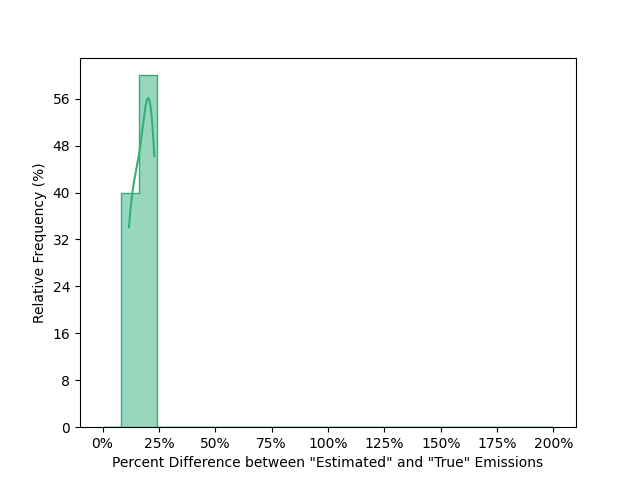 Relative Frequency (%)
56
48
40
32
24
16
8
0
0% 25% 50% 75% 100% 125% 150% 175% 200%
Percent Difference between "Estimated" and "True" Emissions